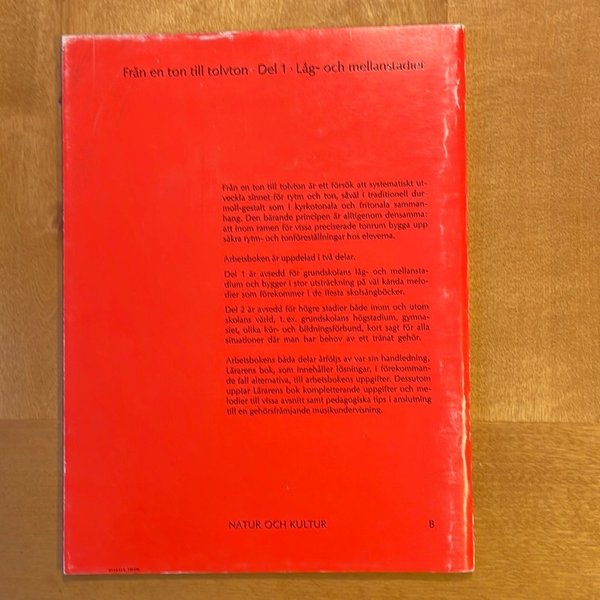 Från en ton till tolvton · Del 1 · Låg- och mellanstadiet
Från en ton till tolvton är ett försök att systematiskt ut-
veckla sinnet för rytm och ton, såväl i traditionell dur-
moll-gestalt som i kyrkotonala och fritonala samman-
hang. Den bärande principen är alltigenom densamma:
att inom ramen för vissa preciserade tonrum bygga upp
säkra rytm- och tonföreställningar hos eleverna.
Arbetsboken är uppdelad i två delar.
Del 1 är avsedd för grundskolans låg- och mellansta-
dium och bygger i stor utsträckning på väl kända melo-
dier som förekommer i de flesta skolsångböcker.
Del 2 är avsedd för högre stadier både inom och utom
skolans värld, t. ex. grundskolans högstadium, gymna-
siet, olika kör- och bildningsförbund, kort sagt för alla
situationer där man har behov av ett tränat gehör.
Arbetsbokens båda delar åtföljs av var sin handledning,
Lärarens bok, som innehåller lösningar, i förekomman-
de fall alternativa, till arbetsbokens uppgifter. Dessutom
upptar Lärarens bok kompletterande uppgifter och me-
lodier till vissa avsnitt samt pedagogiska tips i anslutning
till en gehörsfrämjande musikundervisning.
NATUR OCH KULTUR B